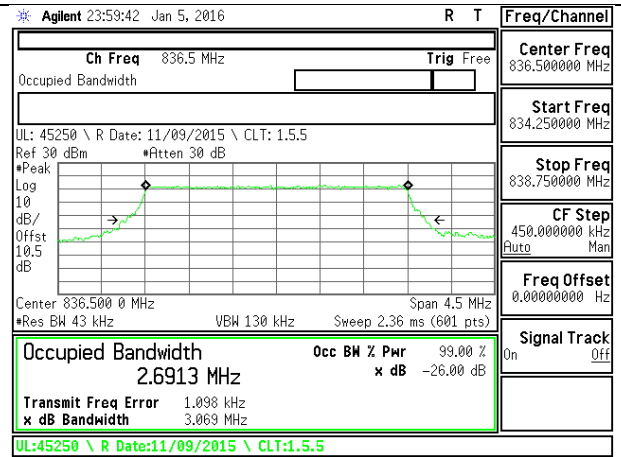 Agilent 23:59:42 Jan 5, 2016 R T Freq/Channel
Ch Freq 836.5 MHz Trig Free
Occupied Bandwidth
Center Freq
836.500000 MHz
Start Freq
834.250000 MHz
UL: 45250 \ R Date: 11/09/2015 \ CLT: 1.5.5
Ref 30 dBm #Atten 30 dB
#Peak
Log
10
dB/
Offst
10.5
dB
Stop Freq
838.750000 MHz
CF Step
450.000000 kHz
Auto Man
Freq Offset
0.00000000 Hz
Center 836.500 0 MHz Span 4.5 MHz
#Res BW 43 kHz VBW 130 kHz Sweep 2.36 ms (601 pts)
Signal Track
On Off
Occupied Bandwidth Occ BW % Pwr 99.00 %
2.6913 MHz x dB -26.00 dB
Transmit Freq Error 1.098 kHz
x dB Bandwidth 3.069 MHz
UL:45250 \ R Date:11/09/2015 \ CLT:1.5.5